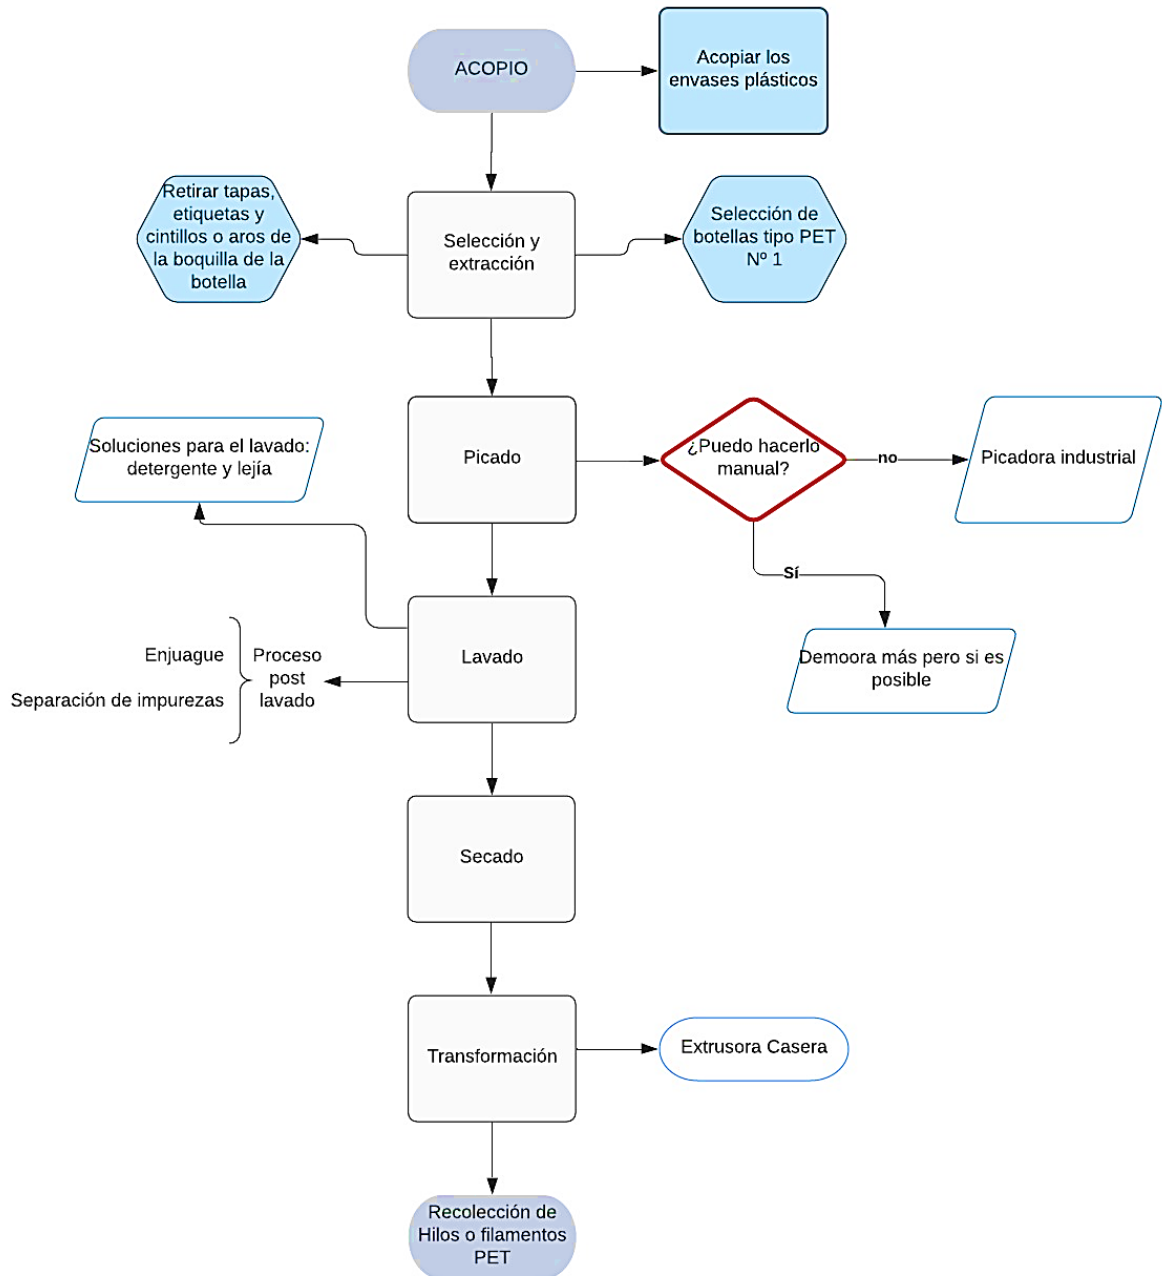 ACOPIO
Acopiar los
envases plásticos
Retirar tapas,
etiquetas y
cintillos o aros de
la boquilla de la
botella
Selección y
extracción
Selección de
botellas tipo PET
Nº 1
Picado
¿Puedo hacerlo
manual?
no
Picadora industrial
Sí
Demoora más pero si es
posible
Soluciones para el lavado:
detergente y lejía
Lavado
Proceso
post
lavado
Enjuague
Separación de impurezas
Secado
Transformación
Extrusora Casera
Recolección de
Hilos o filamentos
PET